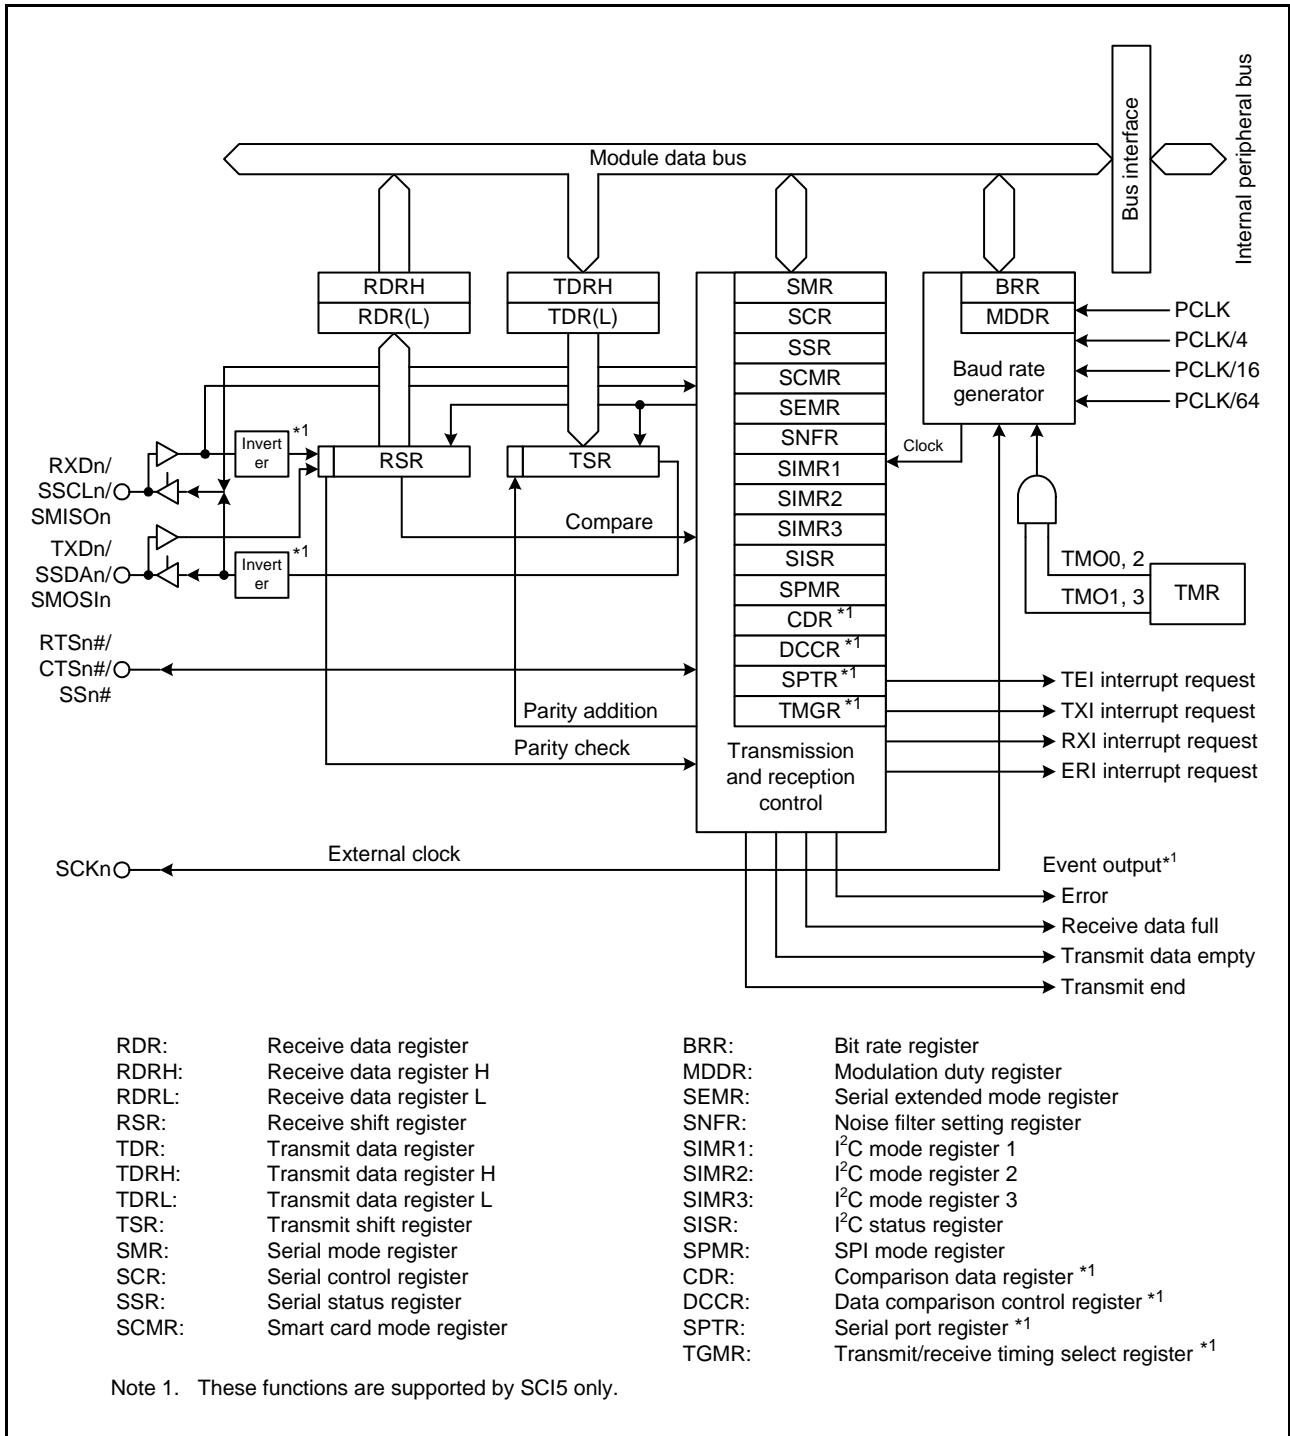 Module data bus
Bus interface
Internal peripheral bus
RDRH
RDR(L)
TDRH
TDR(L)
SMR
SCR
SSR
SCMR
SEMR
SNFR
SIMR1
SIMR2
SIMR3
SISR
SPMR
CDR *1
DCCR *1
SPTR *1
TMGR *1
Transmission
and reception
control
BRR
MDDR
Baud rate
generator
PCLK
PCLK/4
PCLK/16
PCLK/64
Clock
RXDn/
SSCLn/
SMISOn
Invert
er
*1
RSR
TSR
Compare
TXDn/
SSDAn/
SMOSIn
Invert
er
*1
TMO0, 2
TMO1, 3
TMR
RTSn#/
CTSn#/
SSn#
Parity addition
Parity check
TEI interrupt request
TXI interrupt request
RXI interrupt request
ERI interrupt request
SCKn
External clock
Event output*1
Error
Receive data full
Transmit data empty
Transmit end
RDR: Receive data register
RDRH: Receive data register H
RDRL: Receive data register L
RSR: Receive shift register
TDR: Transmit data register
TDRH: Transmit data register H
TDRL: Transmit data register L
TSR: Transmit shift register
SMR: Serial mode register
SCR: Serial control register
SSR: Serial status register
SCMR: Smart card mode register
BRR: Bit rate register
MDDR: Modulation duty register
SEMR: Serial extended mode register
SNFR: Noise filter setting register
SIMR1: I²C mode register 1
SIMR2: I²C mode register 2
SIMR3: I²C mode register 3
SISR: I²C status register
SPMR: SPI mode register
CDR: Comparison data register *1
DCCR: Data comparison control register *1
SPTR: Serial port register *1
TGMR: Transmit/receive timing select register *1
Note 1. These functions are supported by SCI5 only.